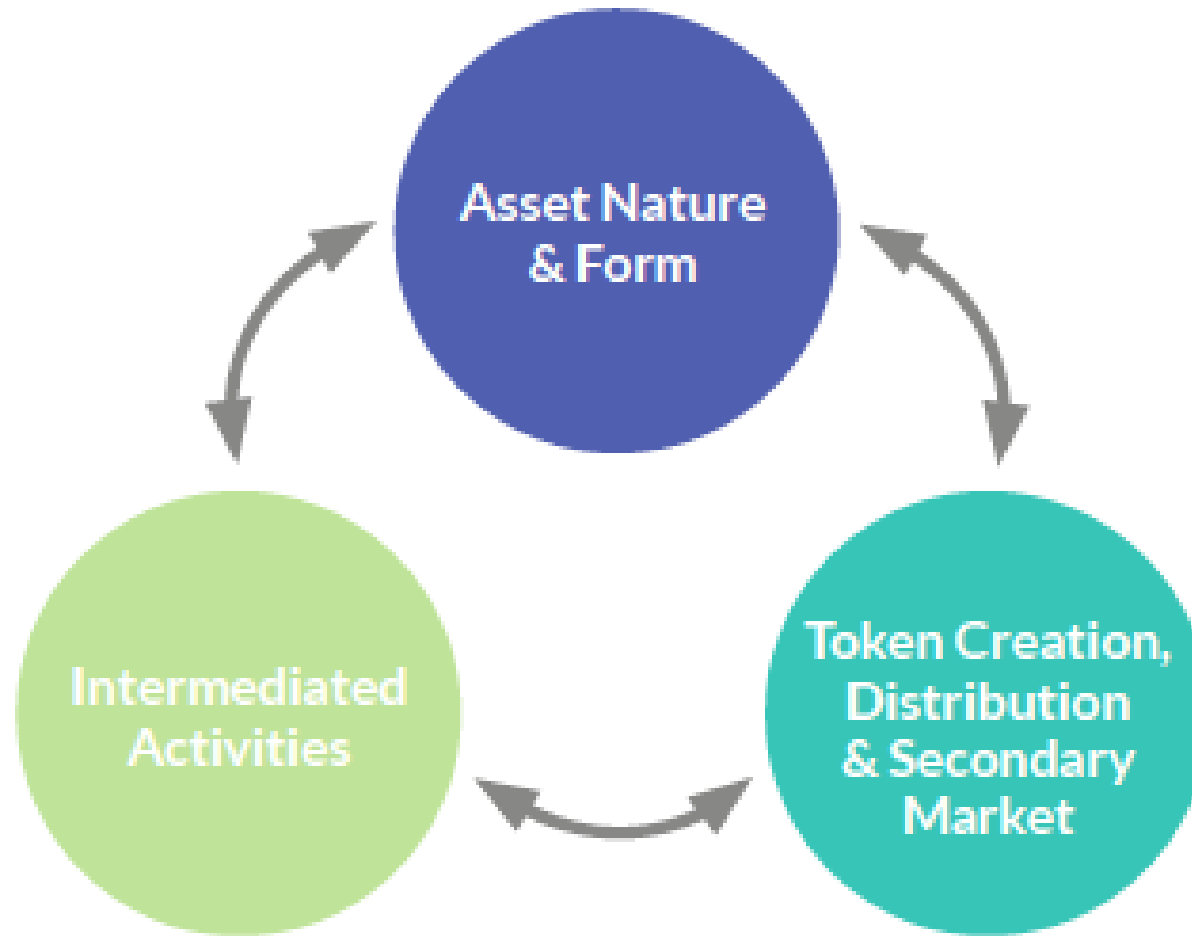 Asset Nature
& Form
Intermediated
Activities
Token Creation,
Distribution
& Secondary
Market